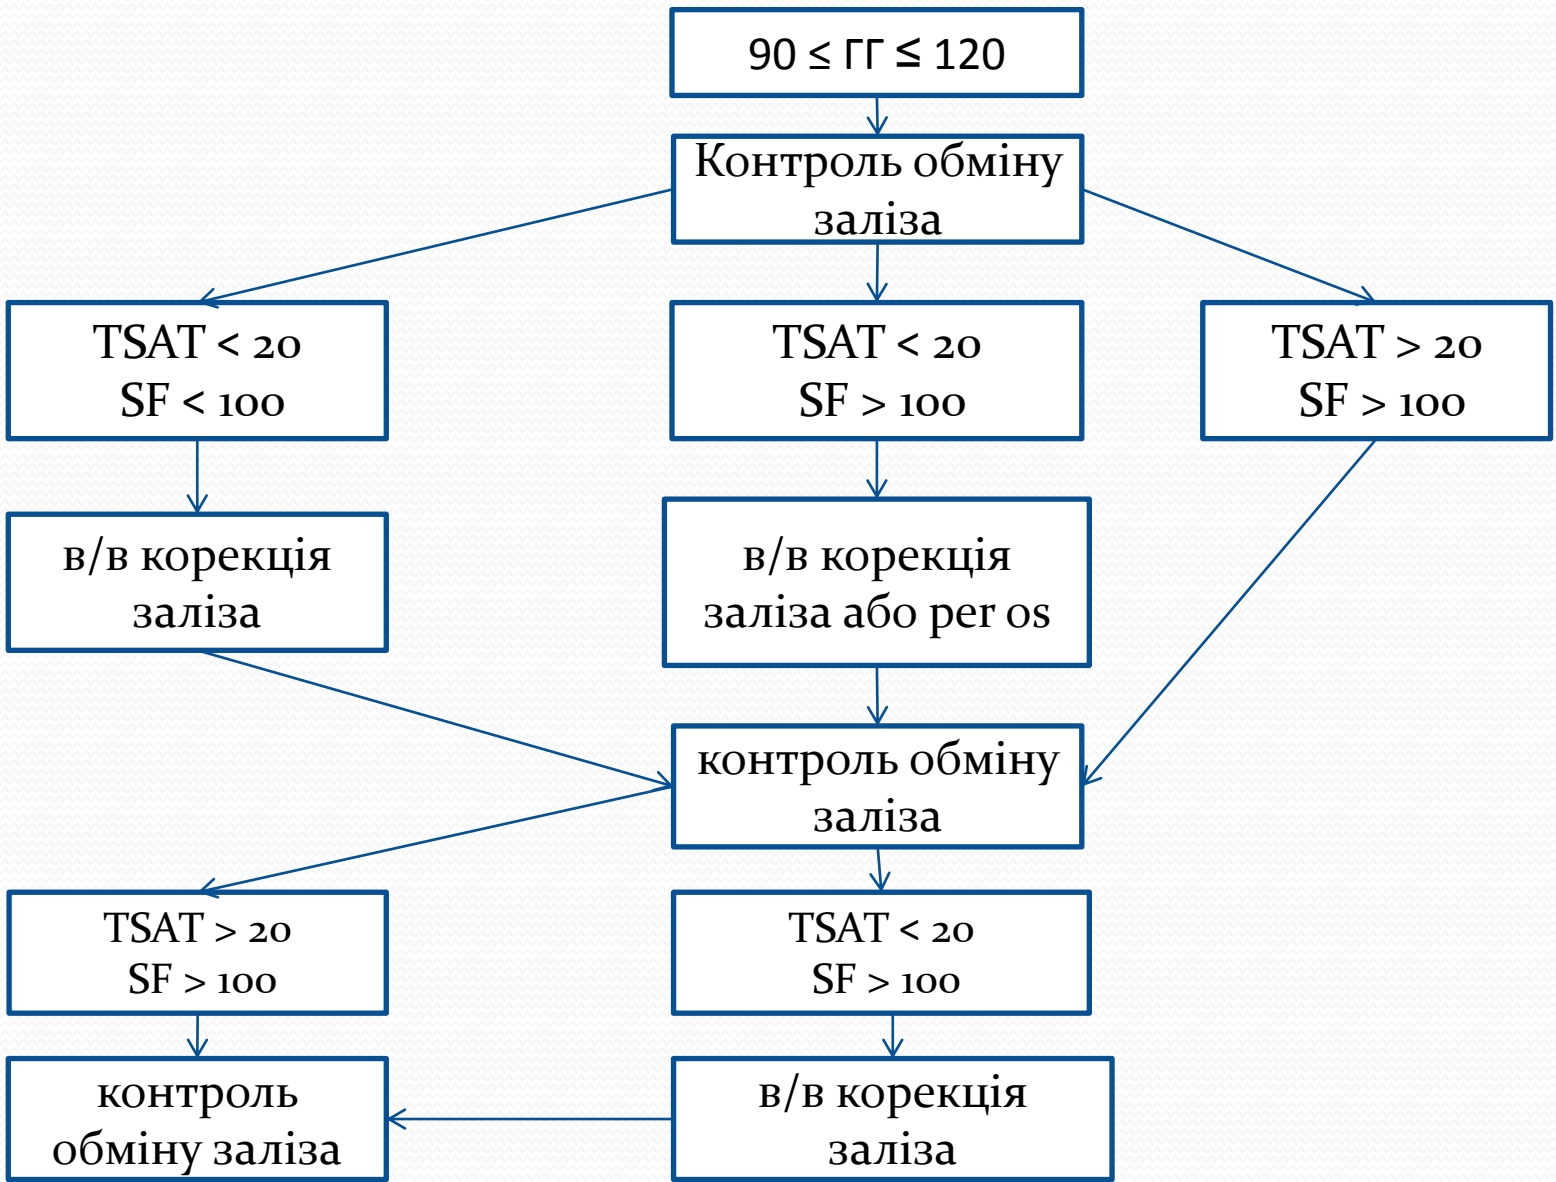 90 ≤ ГГ ≤ 120
Контроль обміну
заліза
TSAT < 20
SF < 100
TSAT < 20
SF > 100
TSAT > 20
SF > 100
в/в корекція
заліза
в/в корекція
заліза або per os
контроль обміну
заліза
TSAT > 20
SF > 100
TSAT < 20
SF > 100
контроль
обміну заліза
в/в корекція
заліза